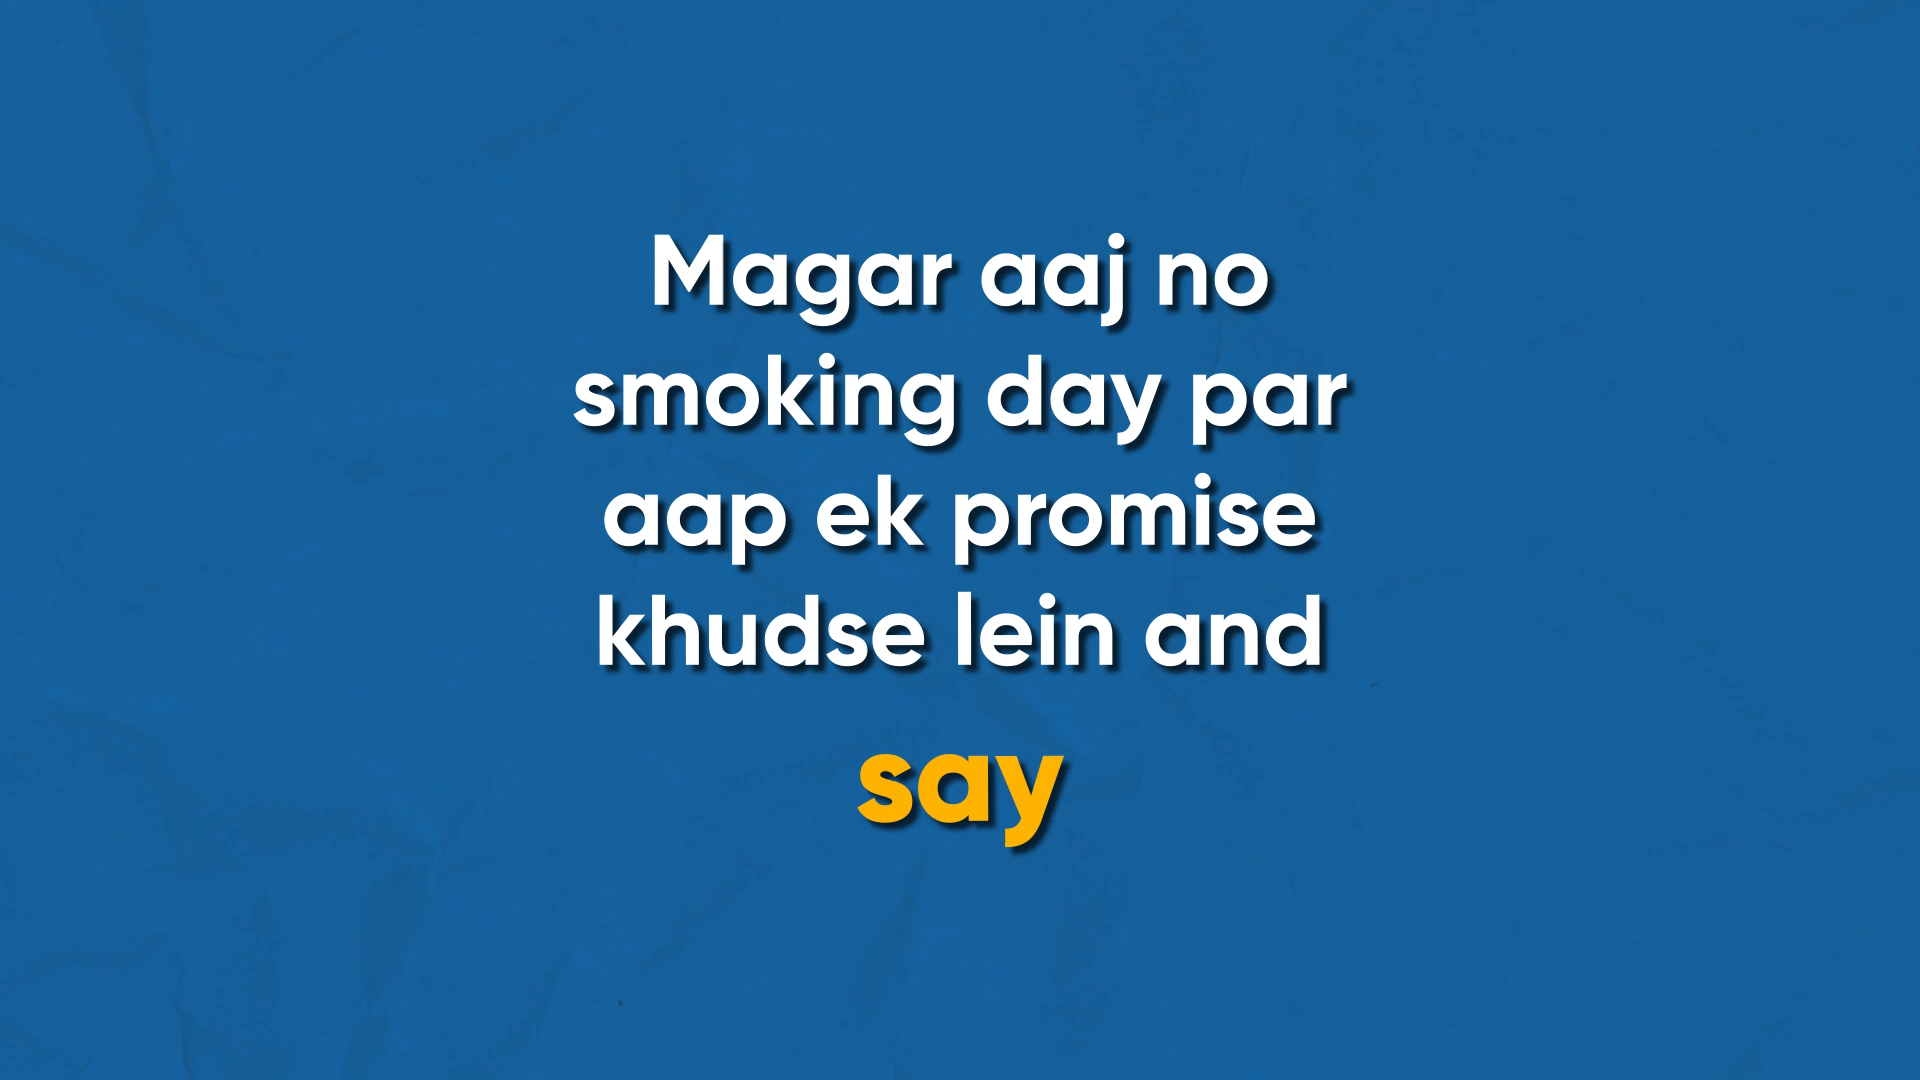 Magar aaj no
smoking day par
aap ek promise
khudse lein and
say